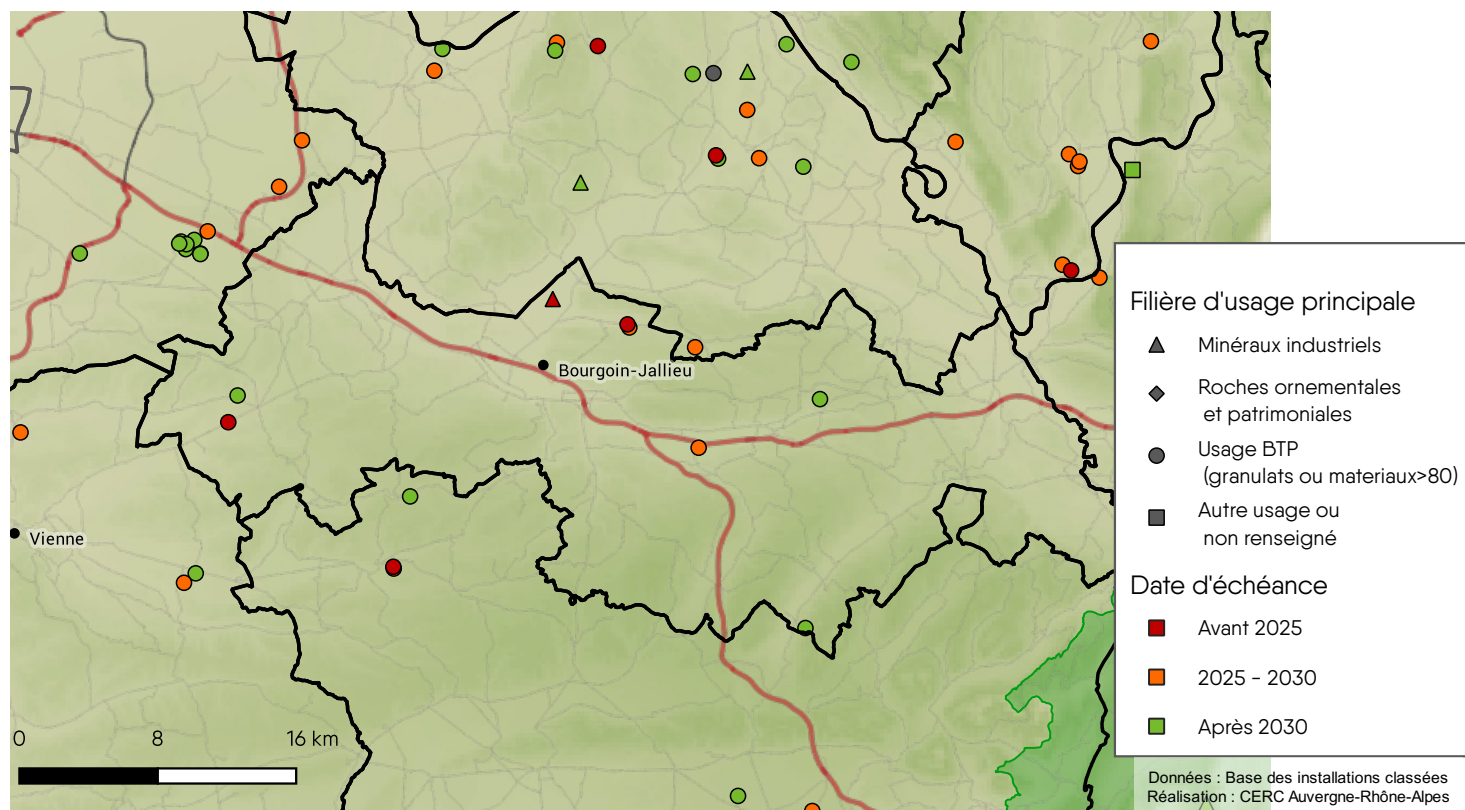 Bourgoin-Jallieu
Vienne
0 8 16 km
Filière d'usage principale
Minéraux industriels
Roches ornementales
et patrimoniales
Usage BTP
(granulats ou materiaux>80)
Autre usage ou
non renseigné
Date d'échéance
Avant 2025
2025 - 2030
Après 2030
Données : Base des installations classées
Réalisation : CERC Auvergne-Rhône-Alpes